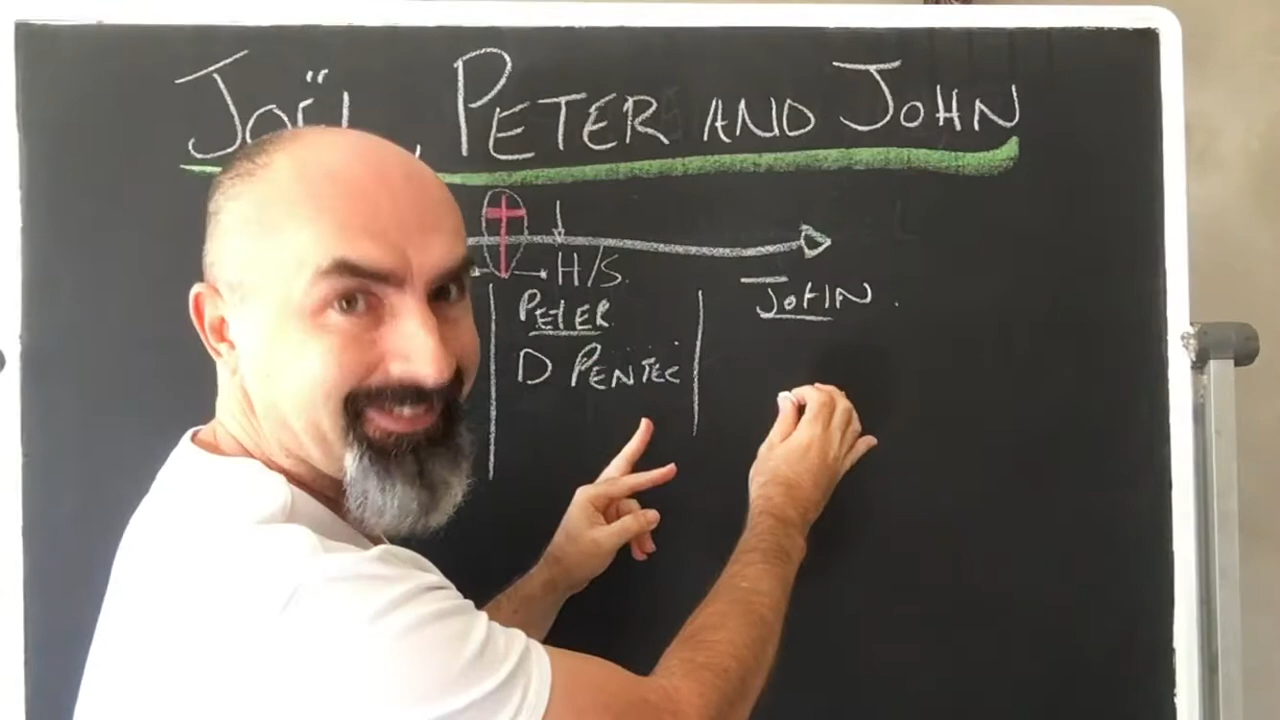 Joël, PETER AND JOHN
H/S.
PETER JOHN.
D PENTEC